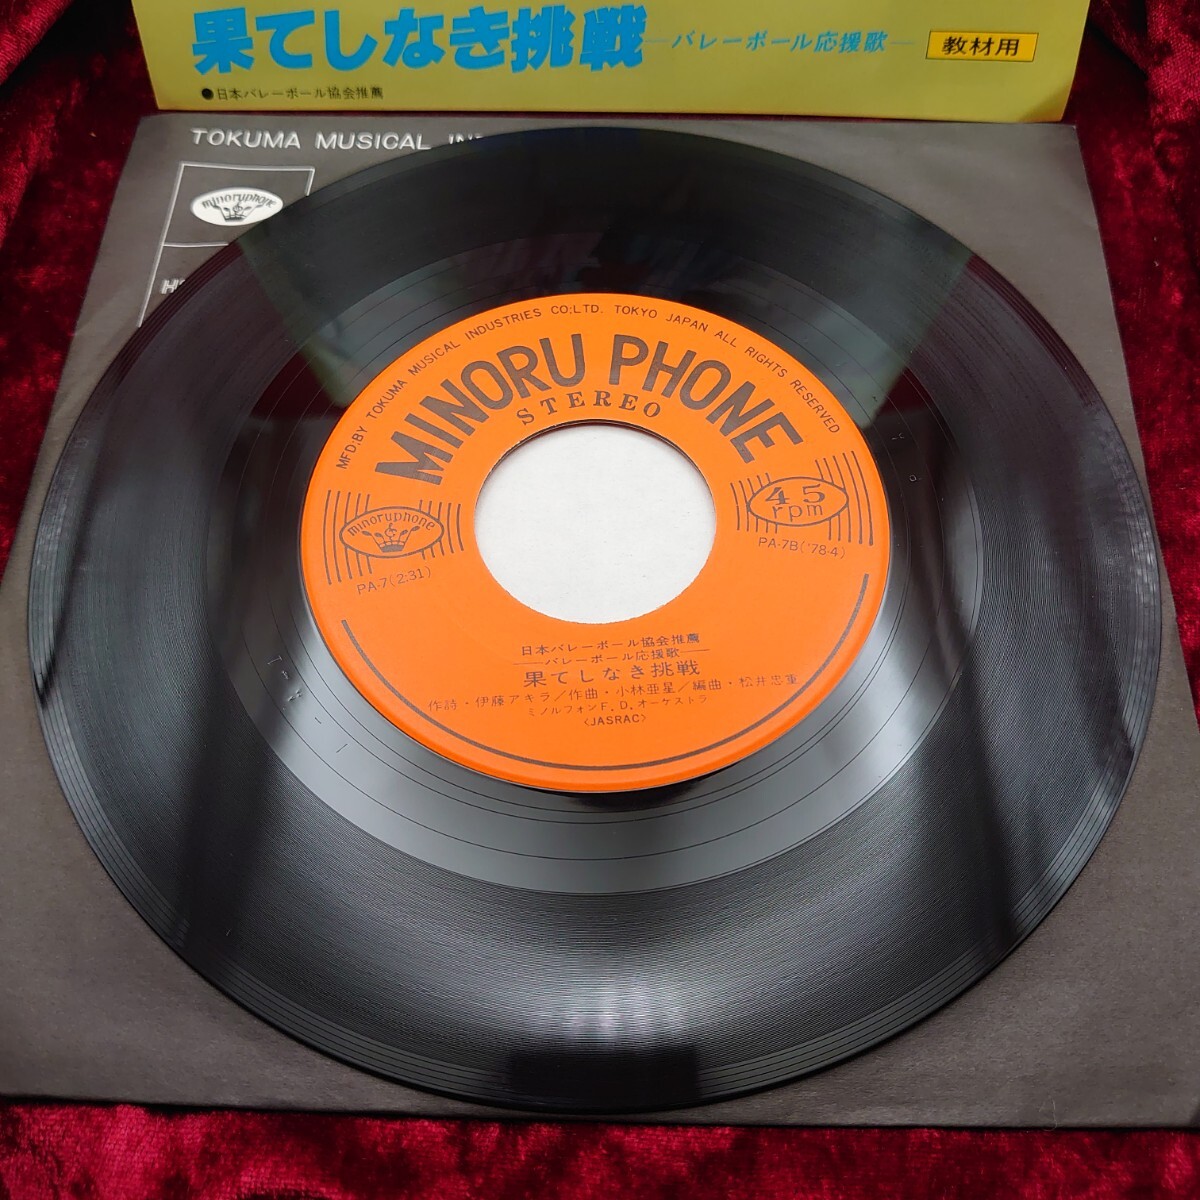 果てしなき挑戦―バレーボール応援歌― 教材用
●日本バレーボール協会推薦
TOKUMA MUSICAL
minoruphone
MFD.BY TOKUMA MUSICAL INDUSTRIES CO;LTD. TOKYO JAPAN ALL RIGHTS RESERVED
MINORU PHONE
STEREO
minoruphone
45
rpm
PA-7(2:31)
PA-7B('78-4)
日本バレーボール協会推薦
―バレーボール応援歌―
果てしなき挑戦
作詩・伊藤アキラ/作曲・小林亜星/編曲・松井忠重
ミノルフォンF.D.オーケストラ
<JASRAC>